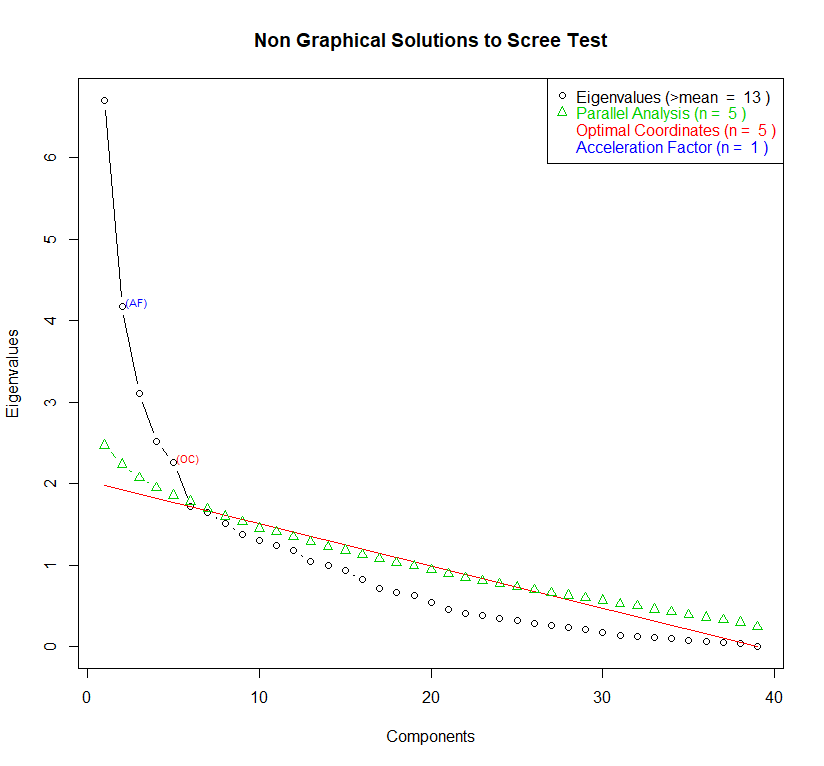 Non Graphical Solutions to Scree Test
Eigenvalues (>mean = 13 )
Parallel Analysis (n = 5 )
Optimal Coordinates (n = 5 )
Acceleration Factor (n = 1 )
(AF)
(OC)
Eigenvalues
6
5
4
3
2
1
0
0 10 20 30 40
Components